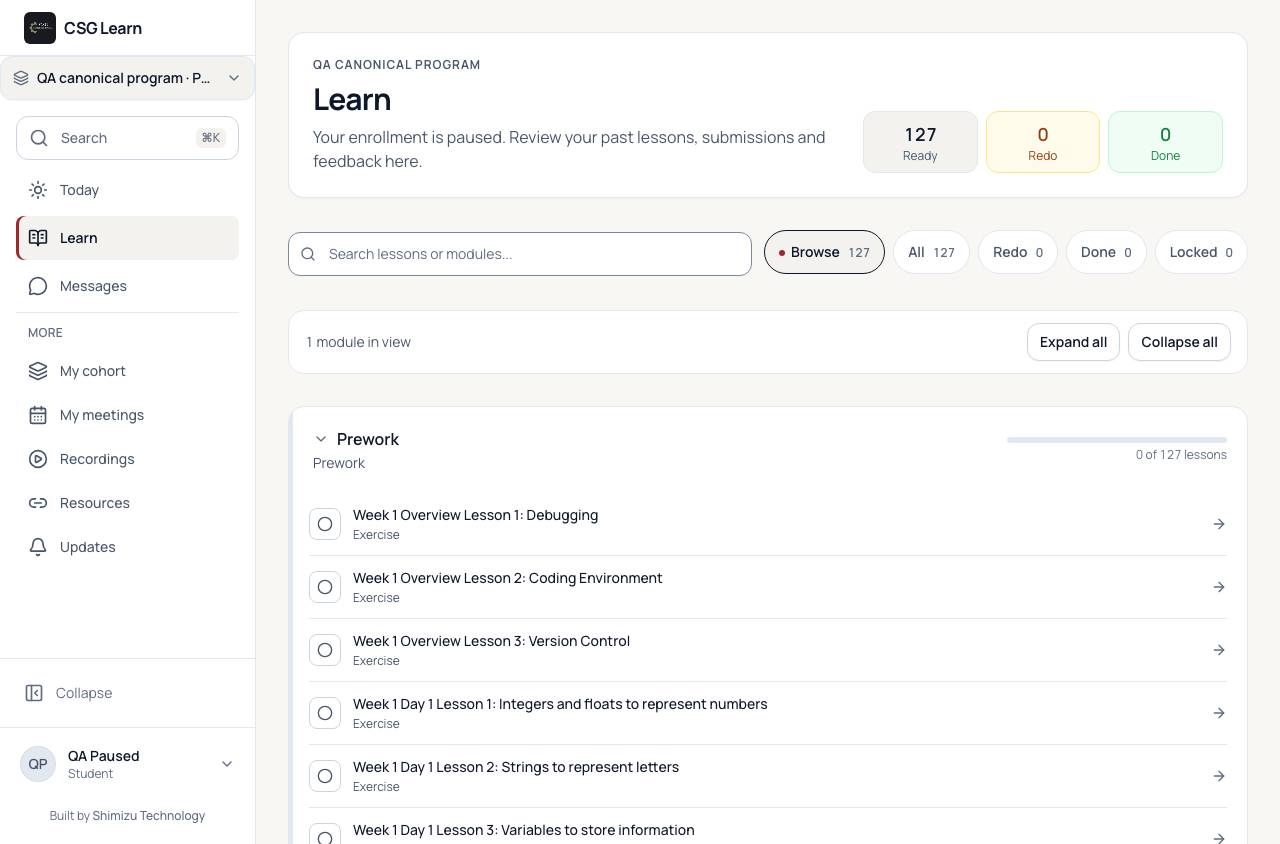 CSG Learn
QA canonical program · P...
Search ⌘K
Today
Learn
Messages
MORE
My cohort
My meetings
Recordings
Resources
Updates
Collapse
QP
QA Paused
Student
Built by Shimizu Technology
QA CANONICAL PROGRAM
Learn
Your enrollment is paused. Review your past lessons, submissions and
feedback here.
127
Ready
0
Redo
0
Done
Search lessons or modules...
Browse 127
All 127
Redo 0
Done 0
Locked 0
1 module in view
Expand all
Collapse all
Prework
Prework
0 of 127 lessons
Week 1 Overview Lesson 1: Debugging
Exercise
Week 1 Overview Lesson 2: Coding Environment
Exercise
Week 1 Overview Lesson 3: Version Control
Exercise
Week 1 Day 1 Lesson 1: Integers and floats to represent numbers
Exercise
Week 1 Day 1 Lesson 2: Strings to represent letters
Exercise
Week 1 Day 1 Lesson 3: Variables to store information